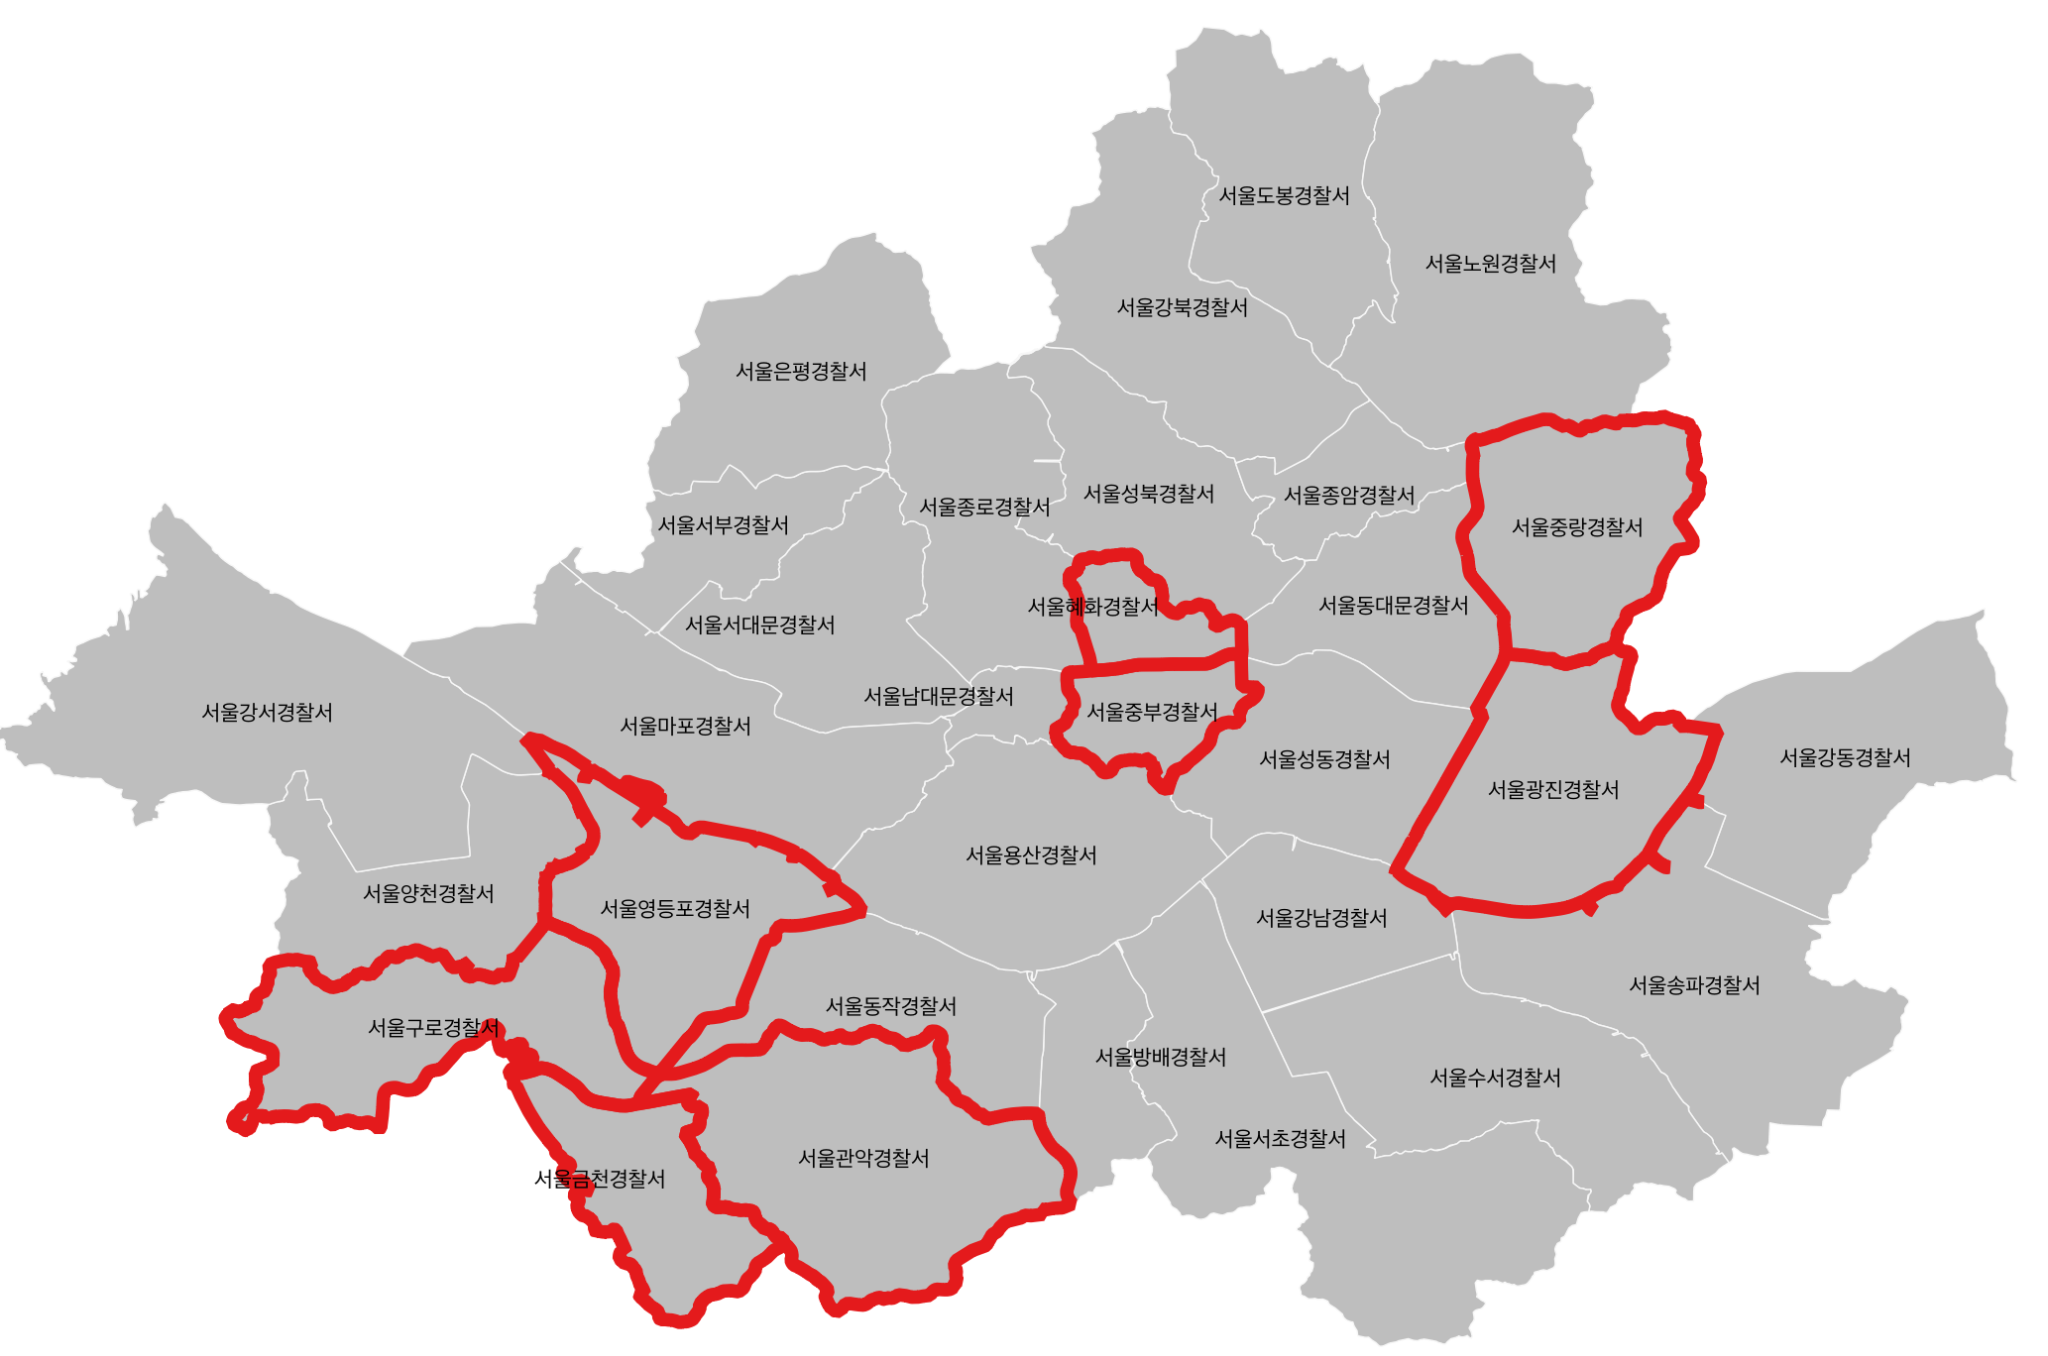 서울도봉경찰서
서울노원경찰서
서울강북경찰서
서울은평경찰서
서울성북경찰서
서울종암경찰서
서울종로경찰서
서울서부경찰서
서울중랑경찰서
서울동대문경찰서
서울혜화경찰서
서울서대문경찰서
서울남대문경찰서
서울강서경찰서
서울중부경찰서
서울마포경찰서
서울강동경찰서
서울성동경찰서
서울광진경찰서
서울용산경찰서
서울양천경찰서
서울영등포경찰서
서울강남경찰서
서울송파경찰서
서울동작경찰서
서울구로경찰서
서울방배경찰서
서울수서경찰서
서울서초경찰서
서울관악경찰서
서울금천경찰서